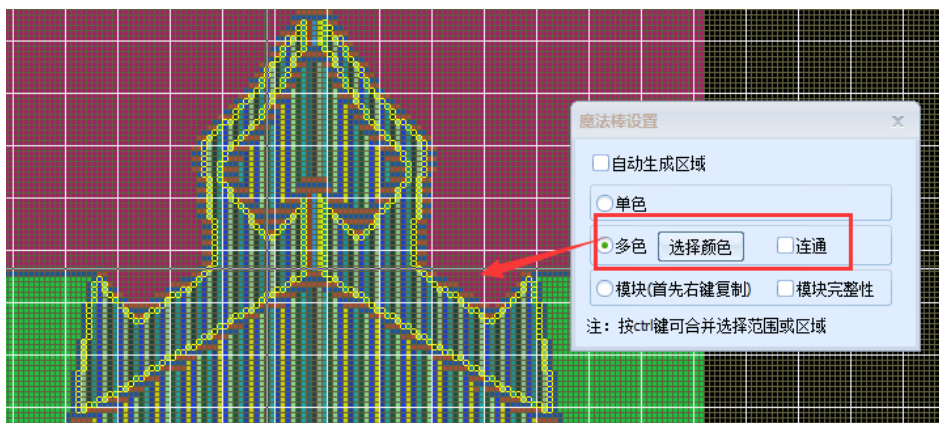 魔法棒设置
自动生成区域
单色
多色 选择颜色 连通
模块(首先右键复制) 模块完整性
注：按ctrl键可合并选择范围或区域